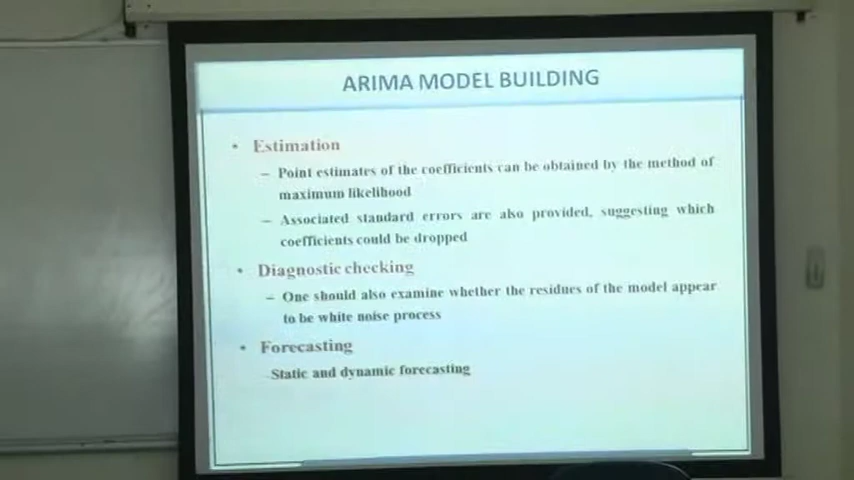 ARIMA MODEL BUILDING
• Estimation
– Point estimates of the coefficients can be obtained by the method of
maximum likelihood
– Associated standard errors are also provided, suggesting which
coefficients could be dropped
• Diagnostic checking
– One should also examine whether the residues of the model appear
to be white noise process
• Forecasting
Static and dynamic forecasting